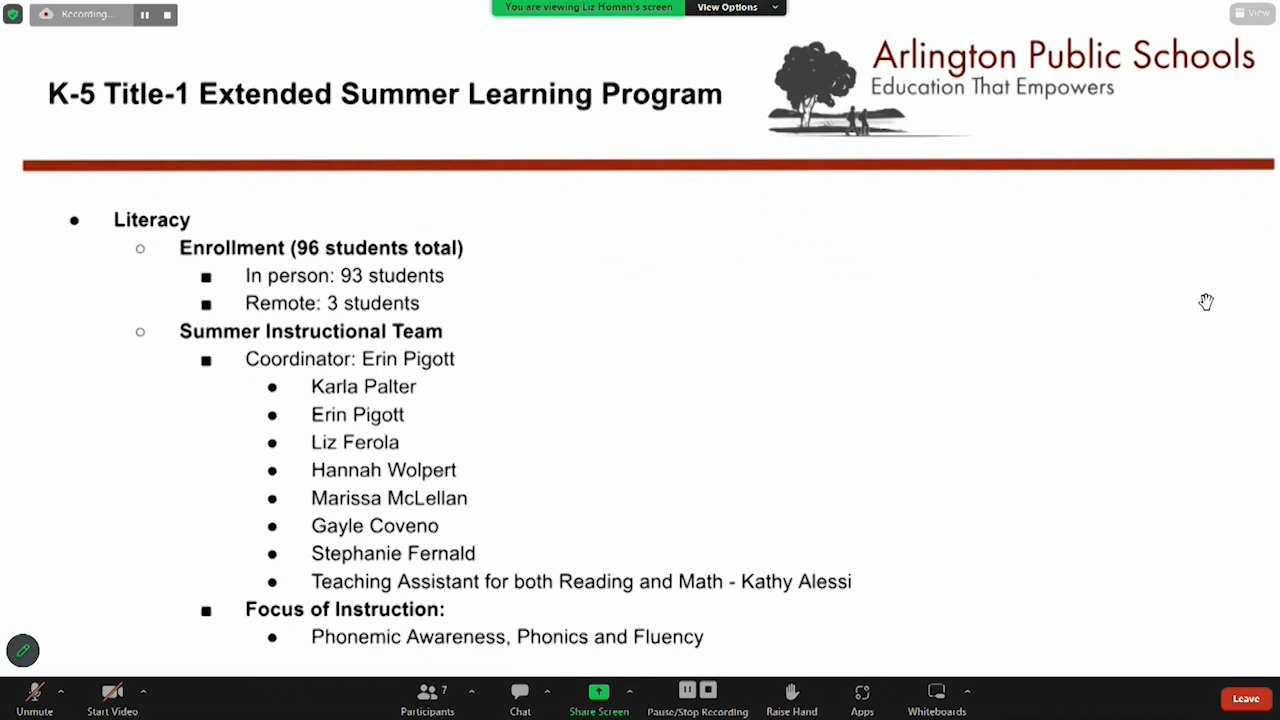 Recording...
You are viewing Liz Homan's screen
View Options
View
Arlington Public Schools
Education That Empowers
K-5 Title-1 Extended Summer Learning Program
● Literacy
○ Enrollment (96 students total)
■ In person: 93 students
■ Remote: 3 students
○ Summer Instructional Team
■ Coordinator: Erin Pigott
● Karla Palter
● Erin Pigott
● Liz Ferola
● Hannah Wolpert
● Marissa McLellan
● Gayle Coveno
● Stephanie Fernald
● Teaching Assistant for both Reading and Math - Kathy Alessi
■ Focus of Instruction:
● Phonemic Awareness, Phonics and Fluency
Unmute
Start Video
Participants
7
Chat
Share Screen
Pause/Stop Recording
Raise Hand
Apps
Whiteboards
Leave